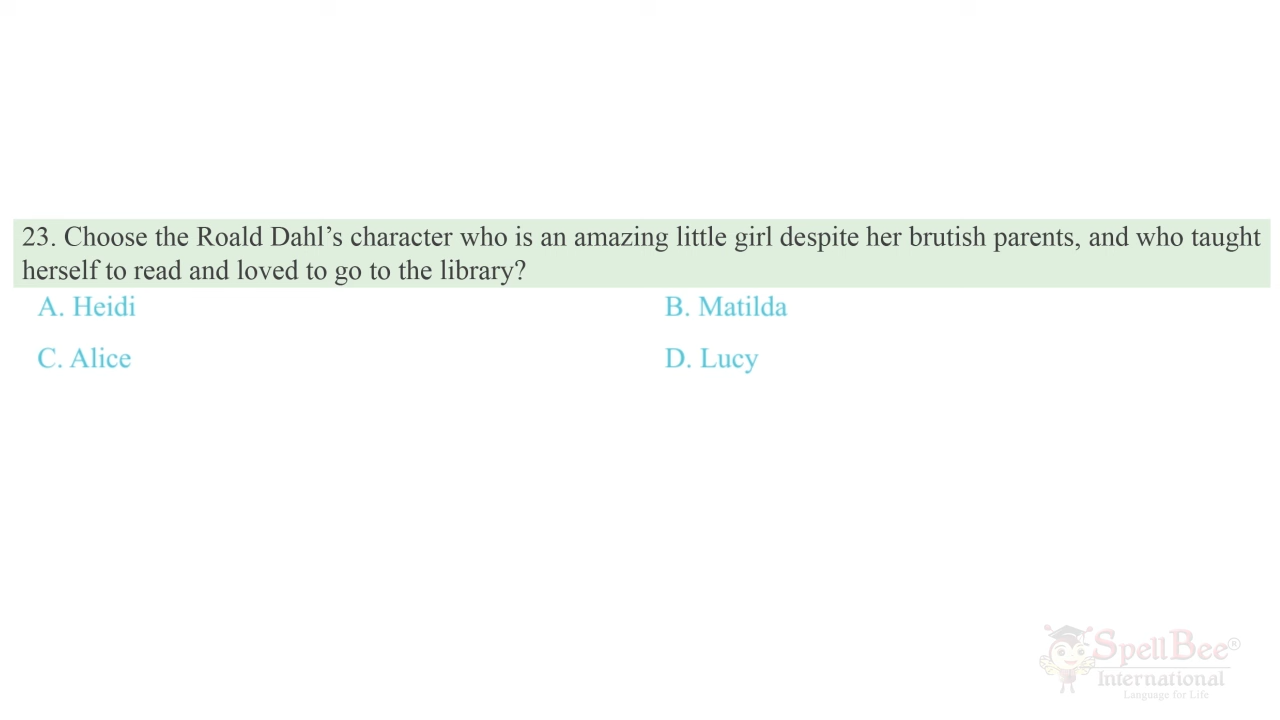 23. Choose the Roald Dahl’s character who is an amazing little girl despite her brutish parents, and who taught
herself to read and loved to go to the library?
A. Heidi
B. Matilda
C. Alice
D. Lucy
SpellBee®
International
Language for Life